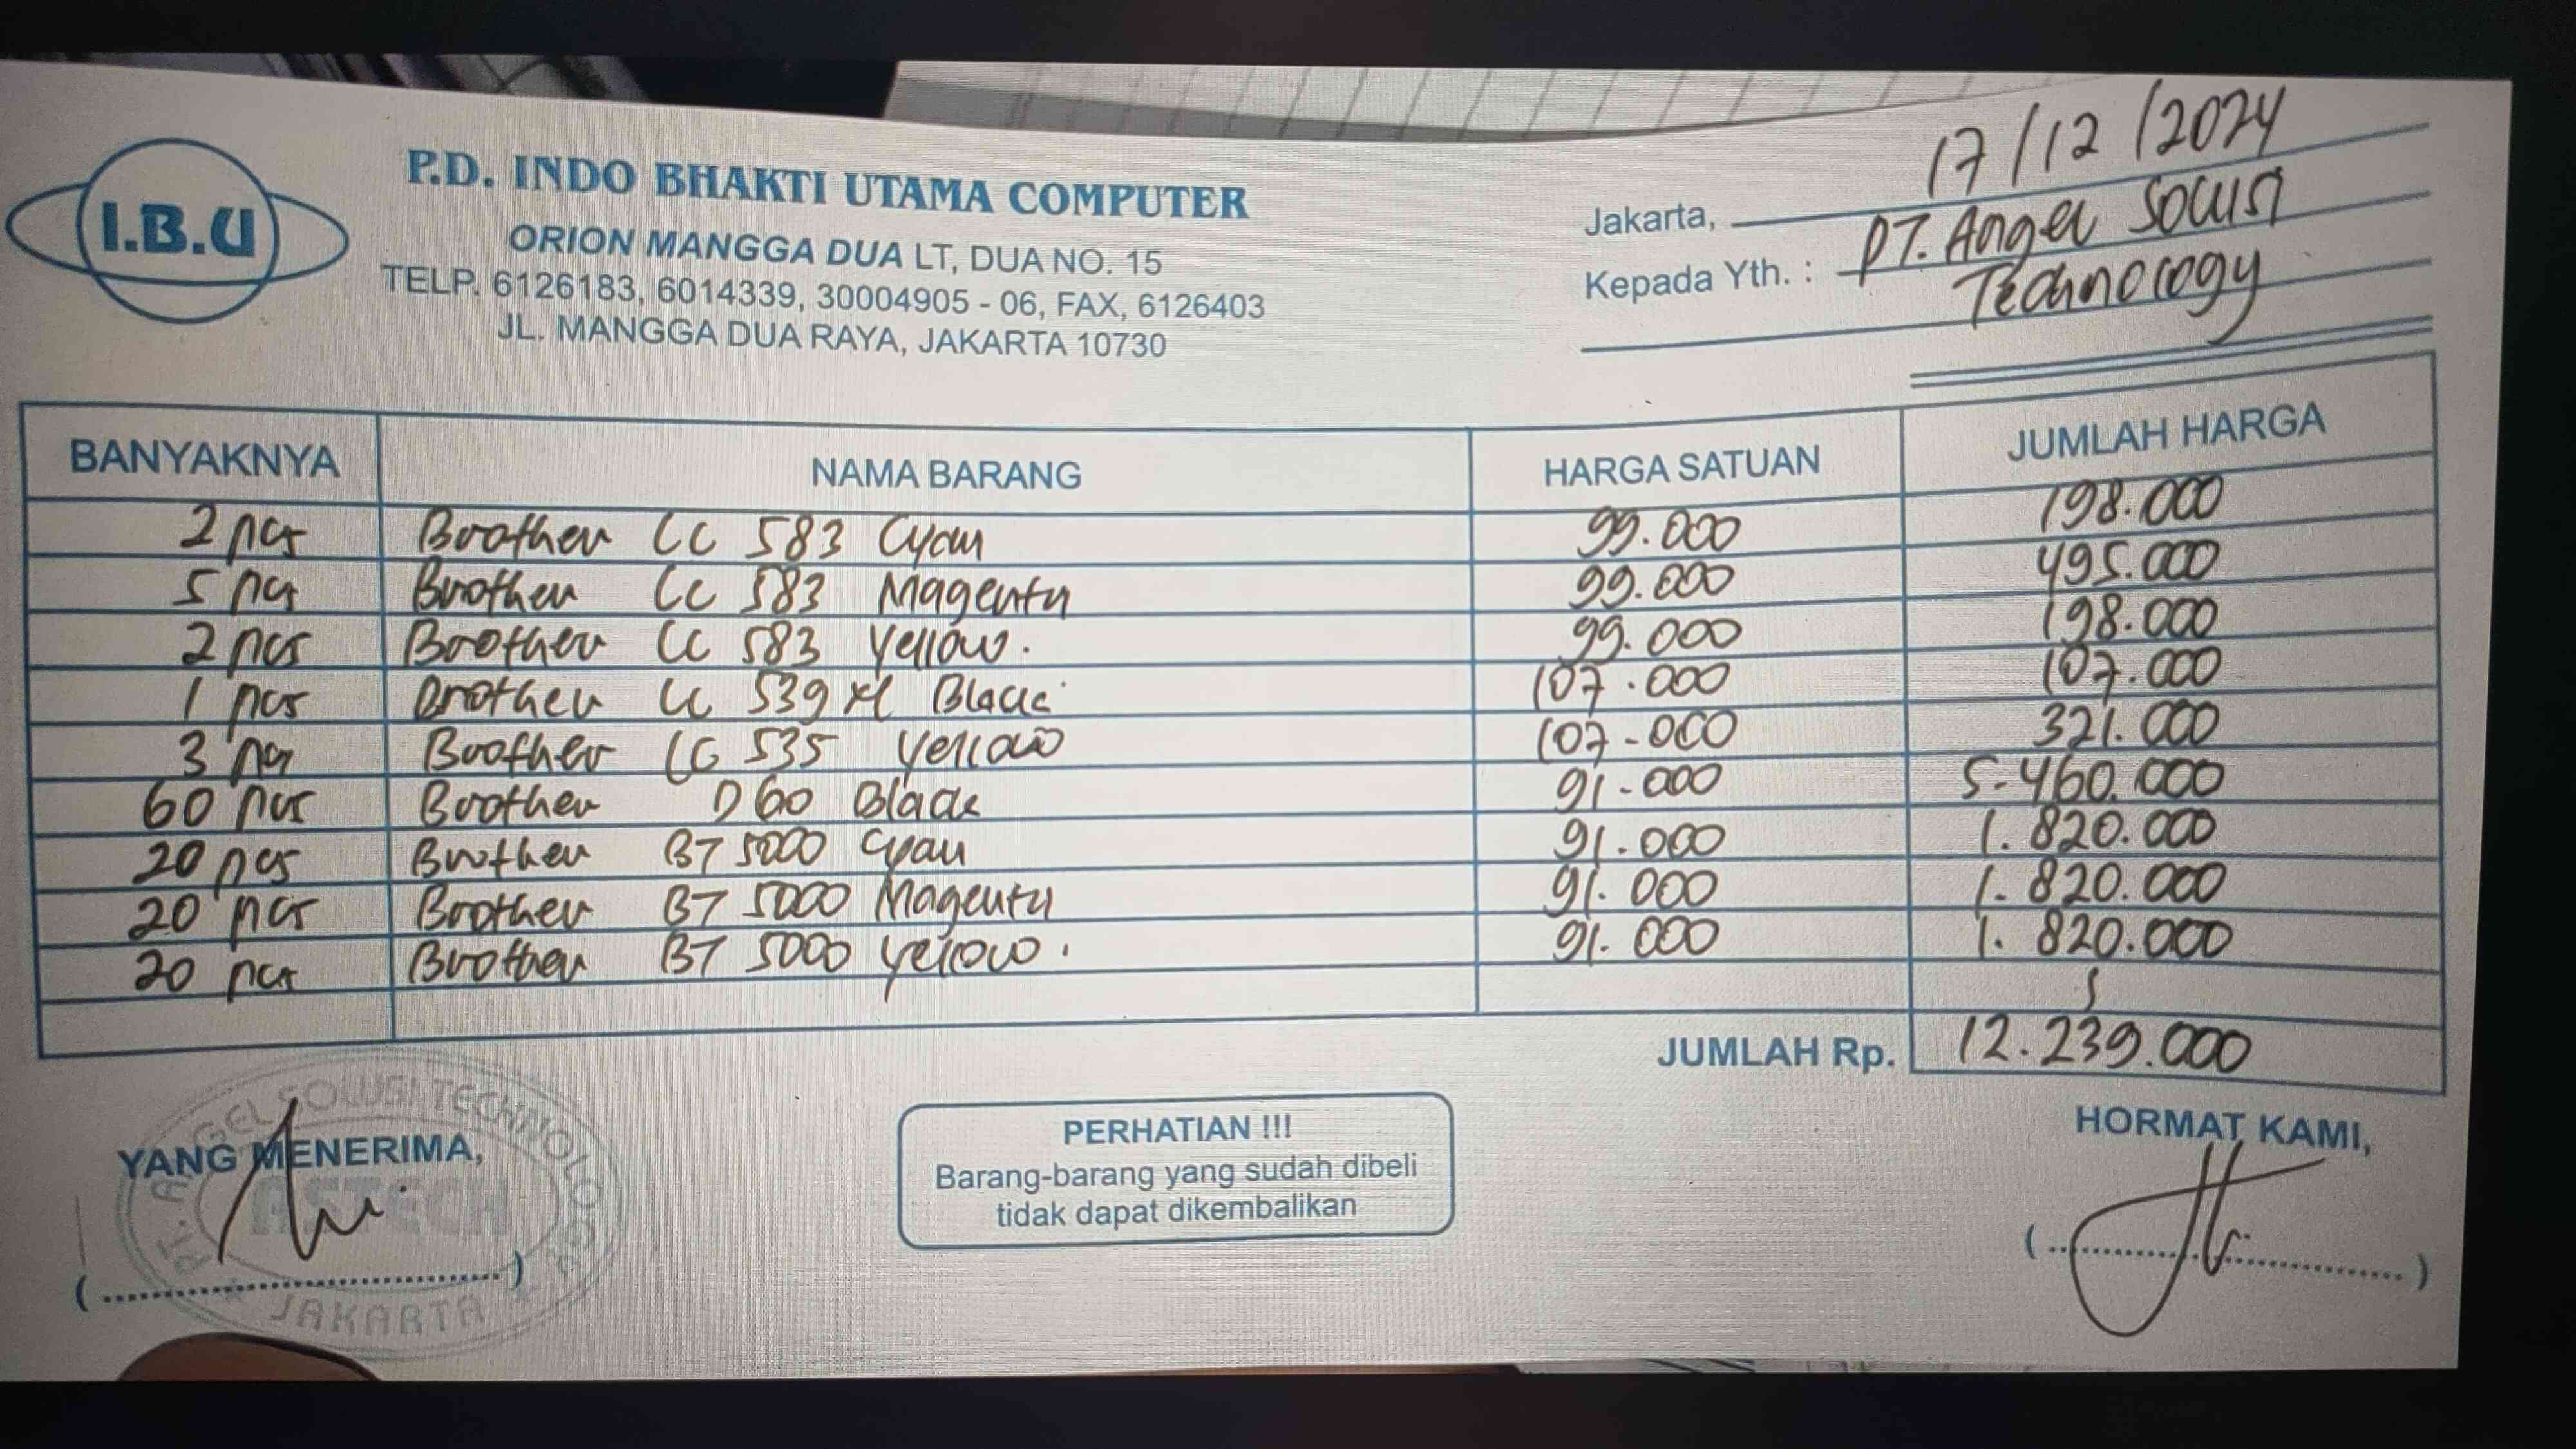 I.B.U
P.D. INDO BHAKTI UTAMA COMPUTER
ORION MANGGA DUA LT, DUA NO. 15
TELP. 6126183, 6014339, 30004905 - 06, FAX, 6126403
JL. MANGGA DUA RAYA, JAKARTA 10730
Jakarta, 17/12/2024
Kepada Yth. : PT. Angel Solusi
Technology
BANYAKNYA NAMA BARANG HARGA SATUAN JUMLAH HARGA
2 pcs Brother LC 583 Cyan 99.000 198.000
5 pcs Brother LC 583 Magenta 99.000 495.000
2 pcs Brother LC 583 Yellow. 99.000 198.000
1 pcs Brother LC 539 xl Black 107.000 107.000
3 pcs Brother LC 535 Yellow 107-000 321.000
60 pcs Brother D60 Black 91-000 5-460.000
20 pcs Brother BT 5000 Cyan 91.000 1.820.000
20 pcs Brother BT 5000 Magenta 91.000 1.820.000
20 pcs Brother BT 5000 Yellow. 91.000 1.820.000
JUMLAH Rp. 12.239.000
YANG MENERIMA,
PT. ANGEL SOLUSI TECHNOLOGY
ASTECH
JAKARTA
PERHATIAN !!!
Barang-barang yang sudah dibeli
tidak dapat dikembalikan
HORMAT KAMI,